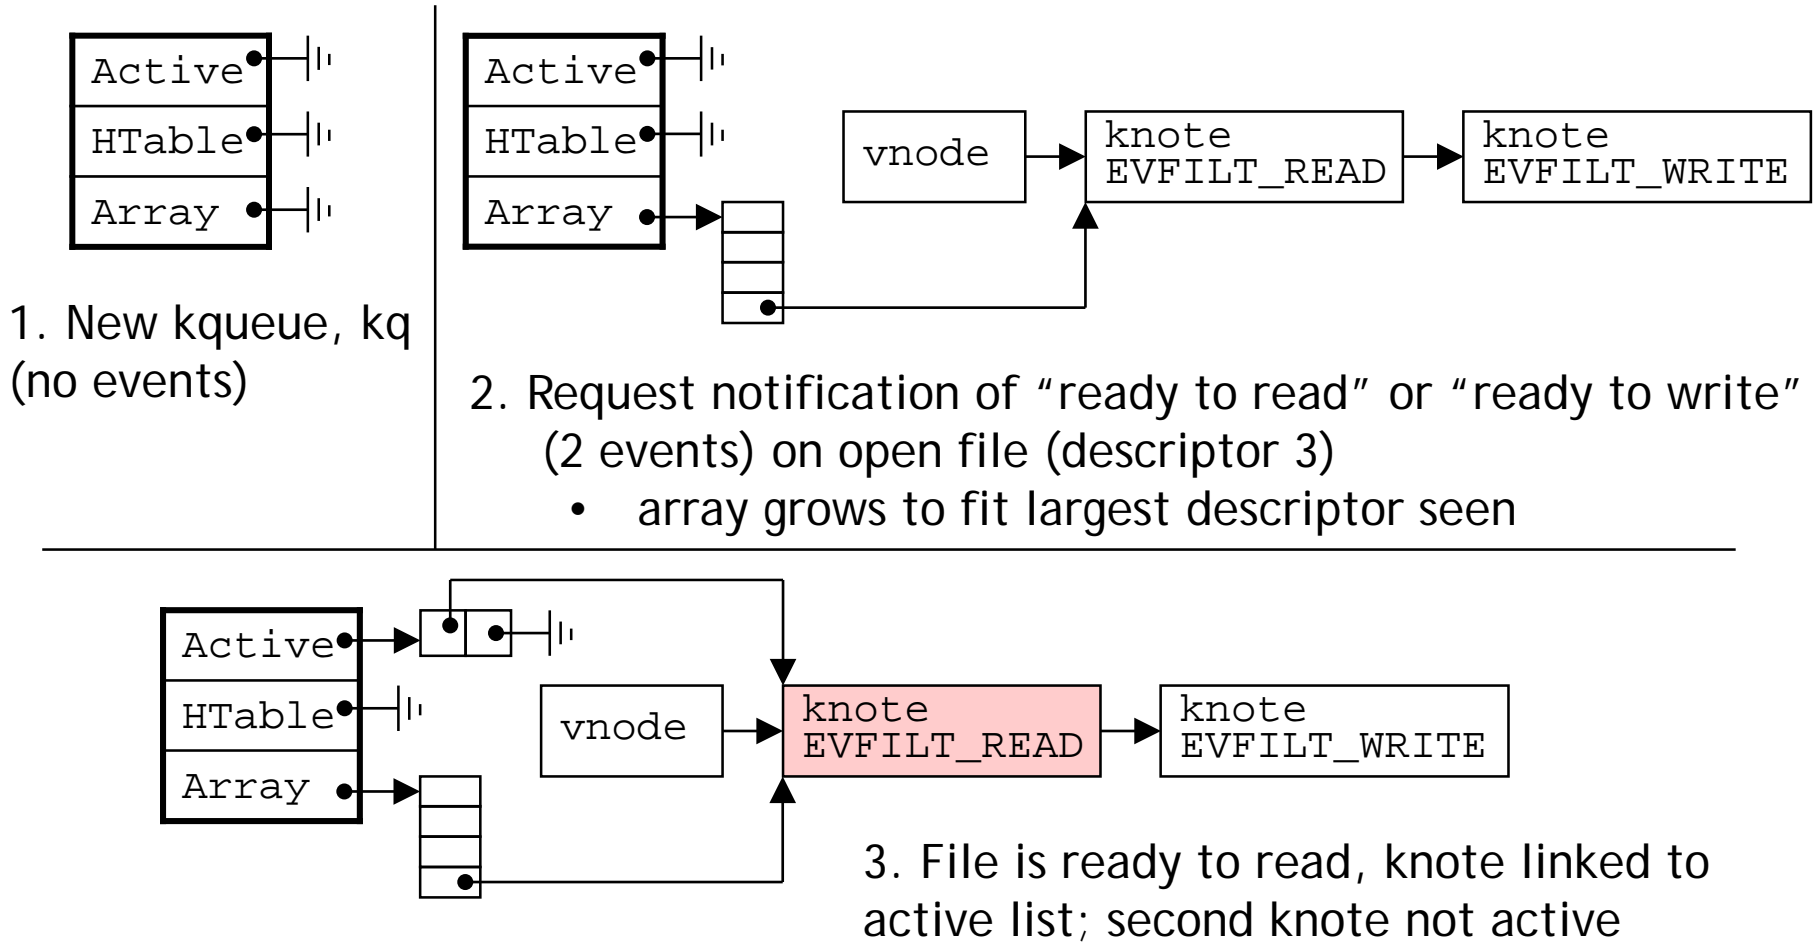 Active
HTable
Array
1. New kqueue, kq
(no events)
Active
HTable
Array
vnode
knote
EVFILT_READ
knote
EVFILT_WRITE
2. Request notification of “ready to read” or “ready to write”
(2 events) on open file (descriptor 3)
• array grows to fit largest descriptor seen
Active
HTable
Array
vnode
knote
EVFILT_READ
knote
EVFILT_WRITE
3. File is ready to read, knote linked to
active list; second knote not active